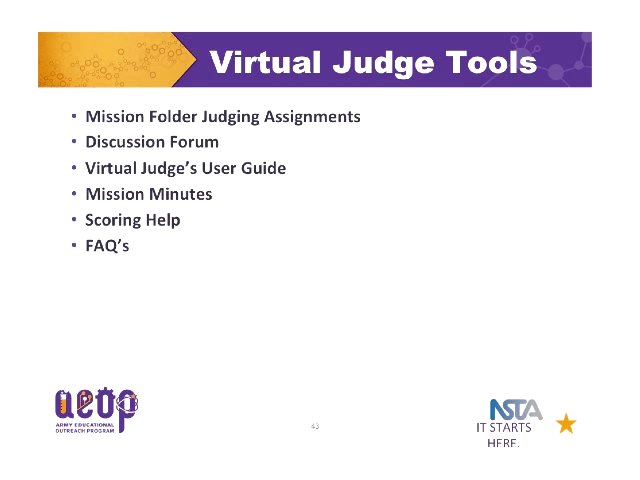 Virtual Judge Tools
• Mission Folder Judging Assignments
• Discussion Forum
• Virtual Judge’s User Guide
• Mission Minutes
• Scoring Help
• FAQ’s
aeop
ARMY EDUCATIONAL
OUTREACH PROGRAM
43
NSTA
IT STARTS
HERE.